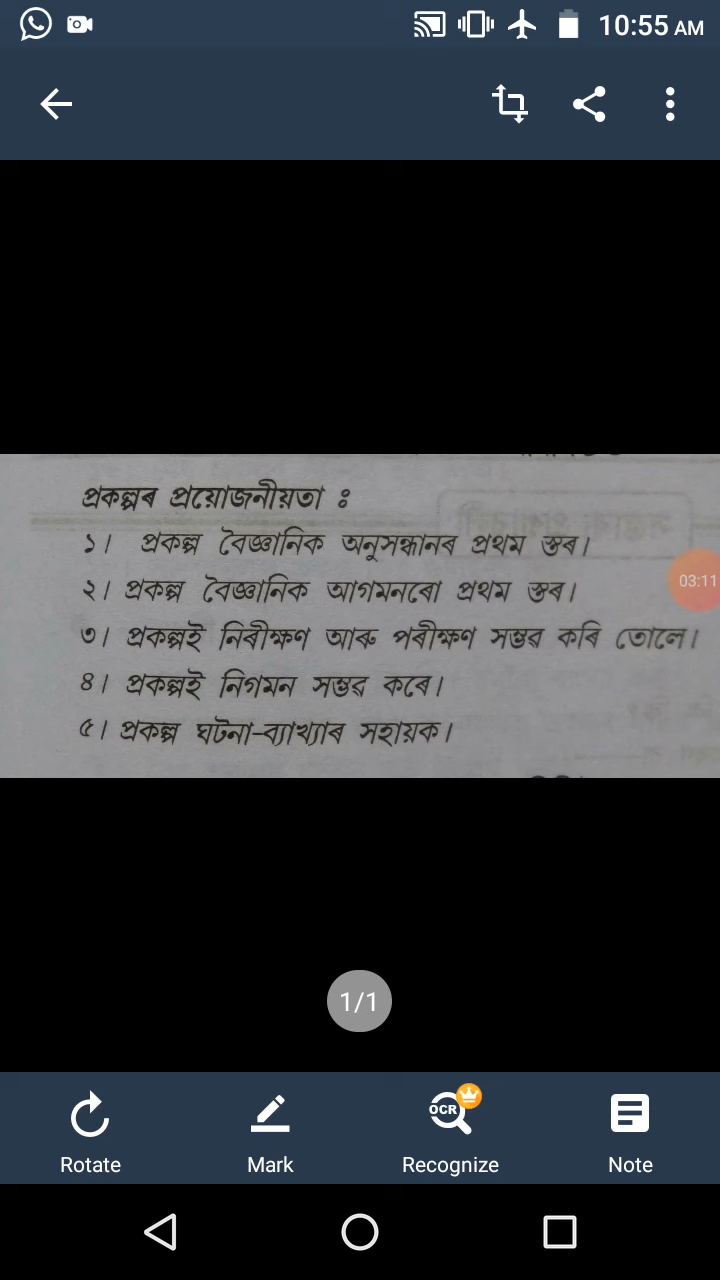 10:55 AM
প্ৰকল্পৰ প্ৰয়োজনীয়তা ঃ
১। প্ৰকল্প বৈজ্ঞানিক অনুসন্ধানৰ প্ৰথম স্তৰ।
২। প্ৰকল্প বৈজ্ঞানিক আগমনৰো প্ৰথম স্তৰ।
03:11
৩। প্ৰকল্পই নিৰীক্ষণ আৰু পৰীক্ষণ সম্ভৱ কৰি তোলে।
৪। প্ৰকল্পই নিগমন সম্ভৱ কৰে।
৫। প্ৰকল্প ঘটনা-ব্যাখ্যাৰ সহায়ক।
1/1
OCR
Rotate Mark Recognize Note